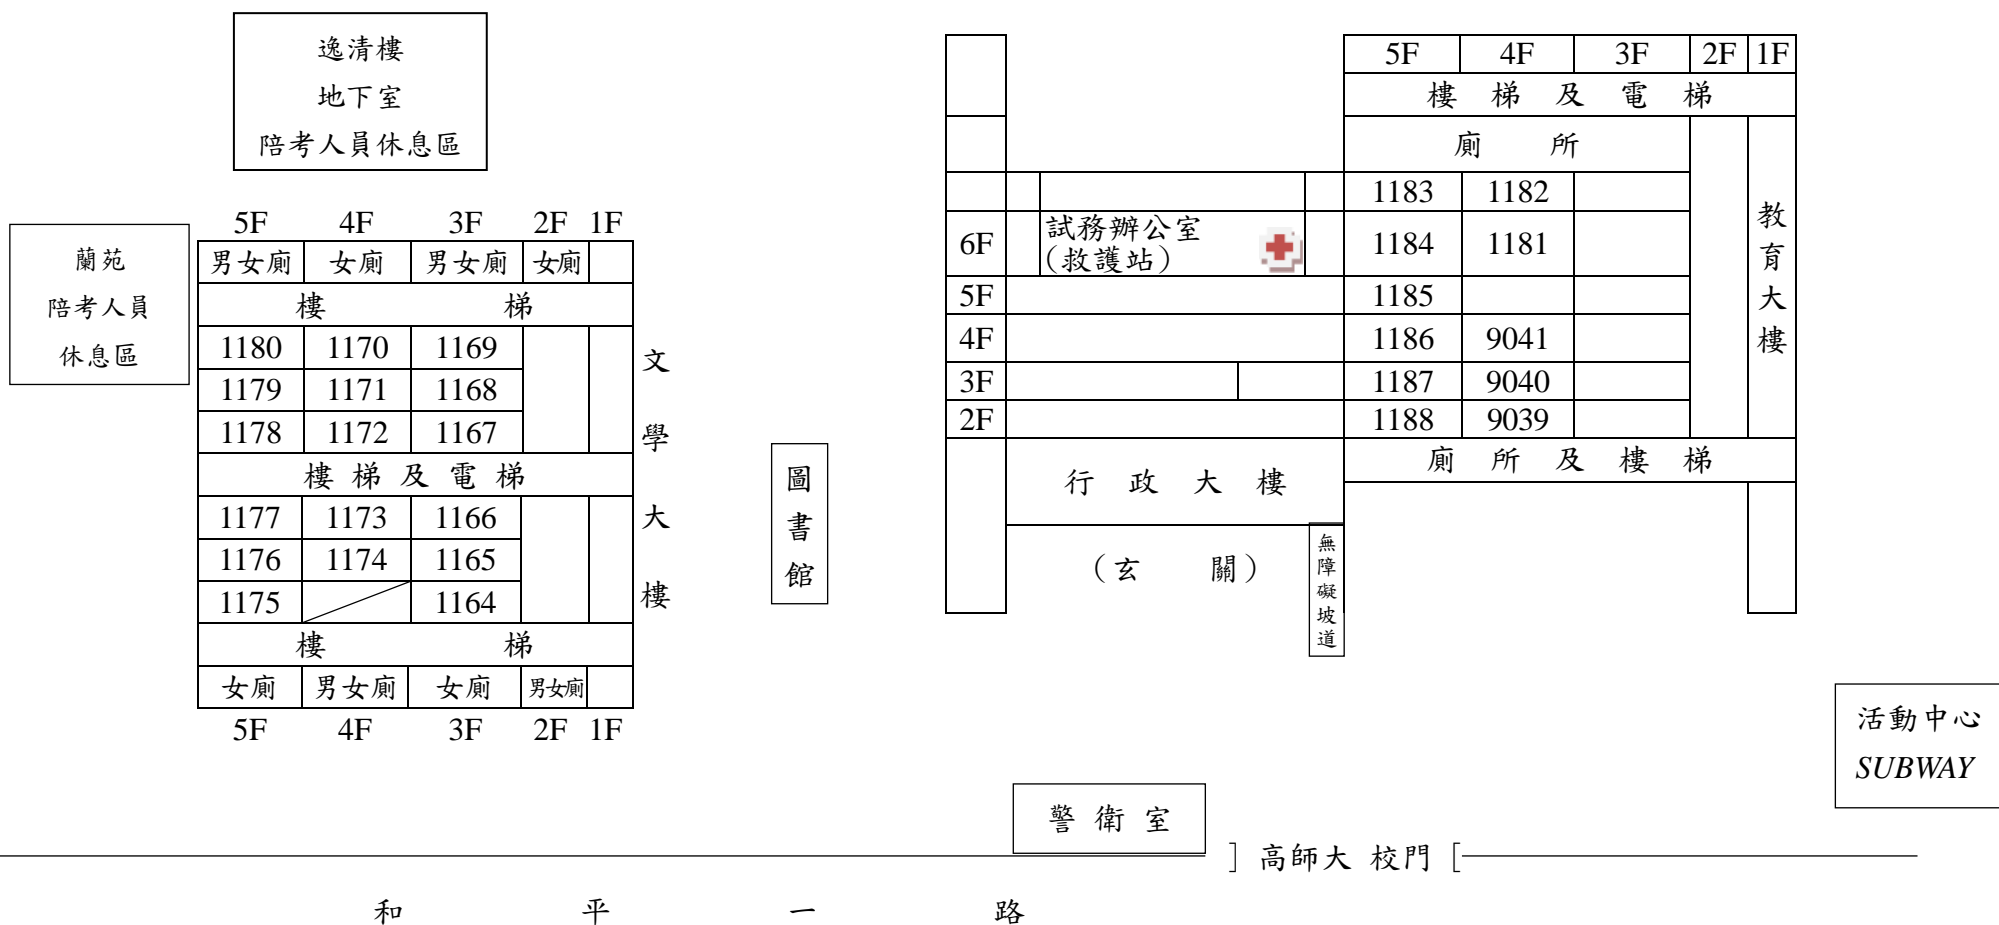 逸清樓
地下室
陪考人員休息區
蘭苑
陪考人員
休息區
5F 4F 3F 2F 1F
男女廁 女廁 男女廁 女廁
樓 梯
1180 1170 1169
1179 1171 1168
1178 1172 1167
樓 梯 及 電 梯
1177 1173 1166
1176 1174 1165
1175 1164
樓 梯
女廁 男女廁 女廁 男女廁
5F 4F 3F 2F 1F
文
學
大
樓
圖
書
館
5F 4F 3F 2F 1F
樓 梯 及 電 梯
廁 所
1183 1182
6F 試務辦公室
(救護站)
1184 1181
5F 1185
4F 1186 9041
3F 1187 9040
2F 1188 9039
教
育
大
樓
行 政 大 樓
廁 所 及 樓 梯
(玄 關)
無
障
礙
坡
道
活動中心
SUBWAY
警 衛 室
] 高師大 校門 [
和 平 一 路